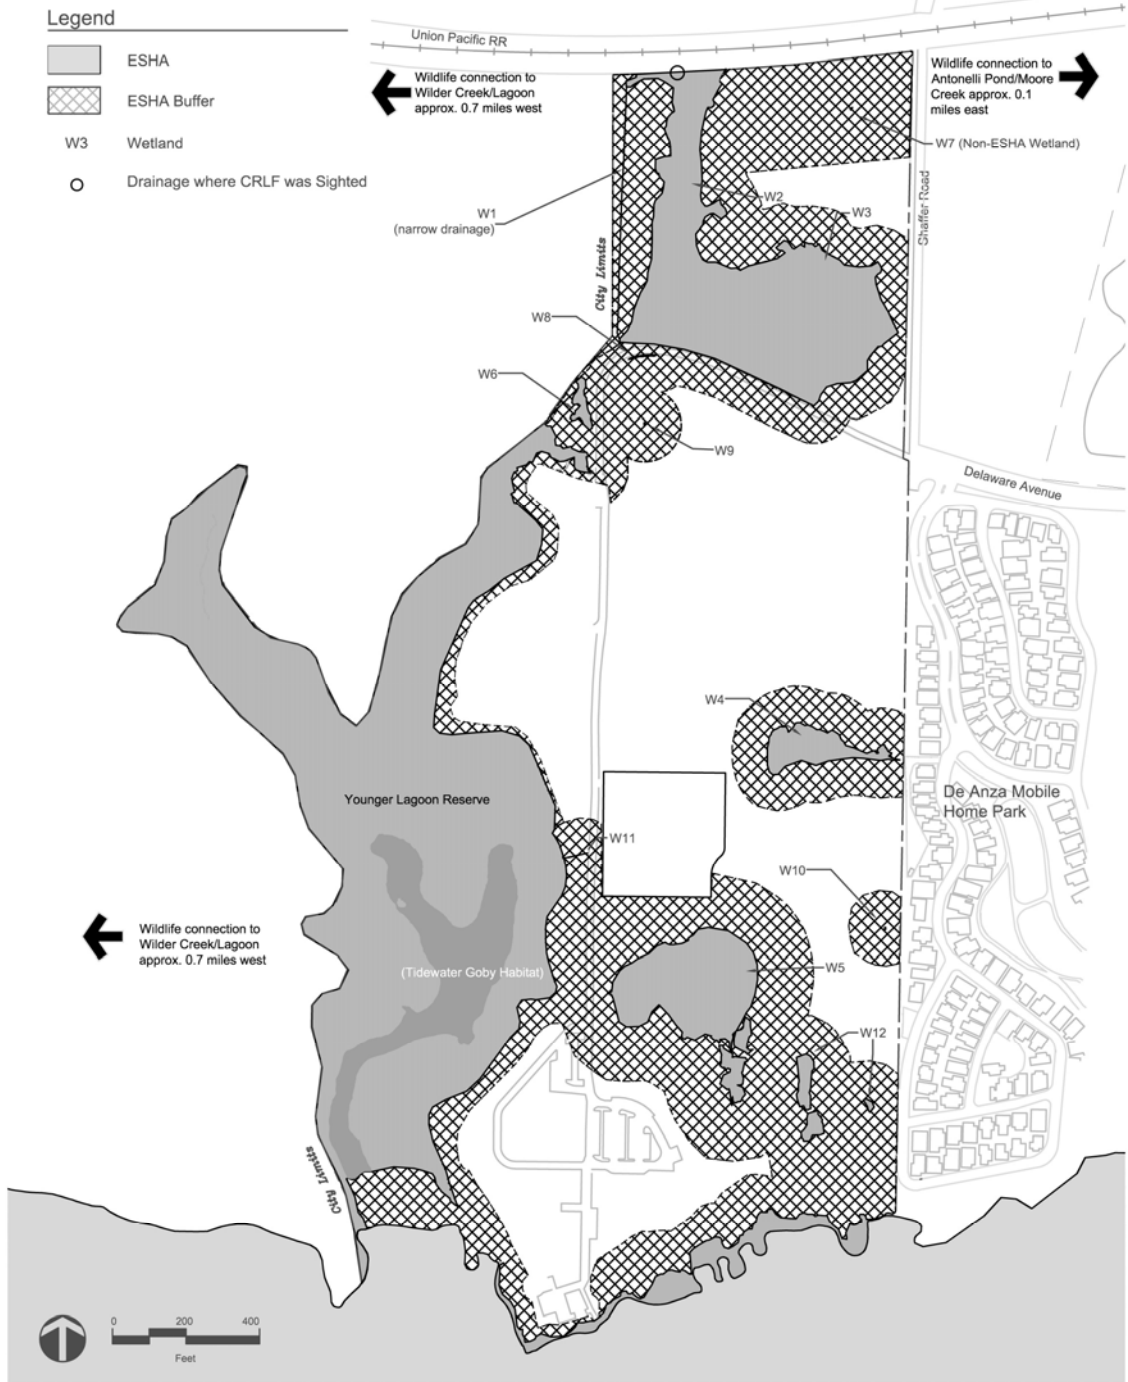 Legend
ESHA
ESHA Buffer
W3 Wetland
Drainage where CRLF was Sighted
Union Pacific RR
Wildlife connection to
Wilder Creek/Lagoon
approx. 0.7 miles west
Wildlife connection to
Antonelli Pond/Moore
Creek approx. 0.1
miles east
W7 (Non-ESHA Wetland)
W2
W3
W1
(narrow drainage)
Shaffer Road
City Limits
W8
W6
W9
Delaware Avenue
W4
De Anza Mobile
Home Park
Younger Lagoon Reserve
W11
W10
Wildlife connection to
Wilder Creek/Lagoon
approx. 0.7 miles west
(Tidewater Goby Habitat)
W5
W12
City Limits
0 200 400
Feet